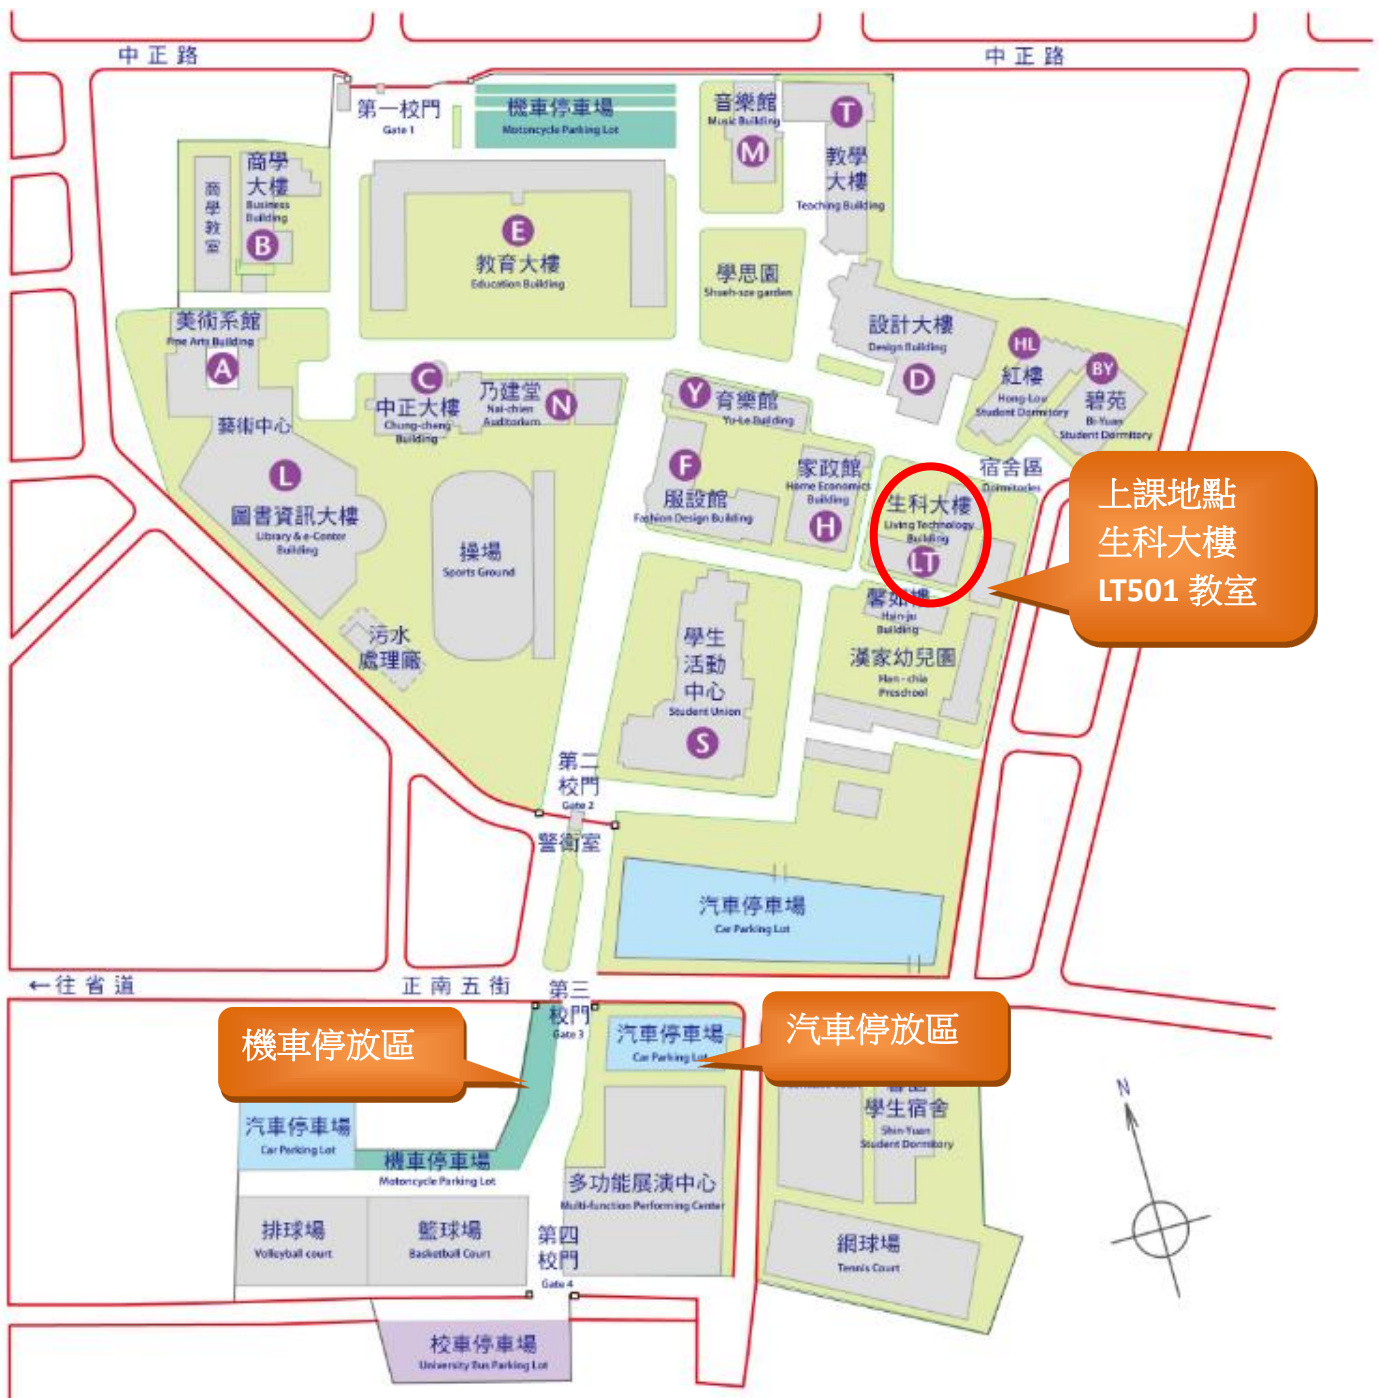 中正路
中正路
第一校門
Gate 1
機車停車場
Motorcycle Parking Lot
音樂館
Music Building
M
T
教學
大樓
Teaching Building
商學
大樓
Business
Building
B
商學教室
E
教育大樓
Education Building
學思園
Shueh-sze garden
美術系館
Fine Arts Building
A
藝術中心
設計大樓
Design Building
D
HL
紅樓
Hong-Lou
Student Dormitory
BY
碧苑
Bi-Yuan
Student Dormitory
C
中正大樓
Chung-cheng
Building
乃建堂
Nai-chien
Auditorium
N
Y
育樂館
Yu-Le Building
F
服設館
Fashion Design Building
家政館
Home Economics
Building
H
生科大樓
Living Technology
Building
LT
宿舍區
Dormitories
上課地點
生科大樓
LT501 教室
L
圖書資訊大樓
Library & e-Center
Building
操場
Sports Ground
污水
處理廠
馨如樓
Hsin-ju
Building
漢家幼兒園
Han - chia
Preschool
學生
活動
中心
Student Union
S
第二
校門
Gate 2
警衛室
汽車停車場
Car Parking Lot
←往省道
正南五街
第三
校門
Gate 3
機車停放區
汽車停車場
Car Parking Lot
汽車停放區
汽車停車場
Car Parking Lot
機車停車場
Motorcycle Parking Lot
多功能展演中心
Multi-function Performing Center
學生宿舍
Shin-Yuan
Student Dormitory
N
排球場
Volleyball court
籃球場
Basketball Court
第四
校門
Gate 4
網球場
Tennis Court
校車停車場
University Bus Parking Lot